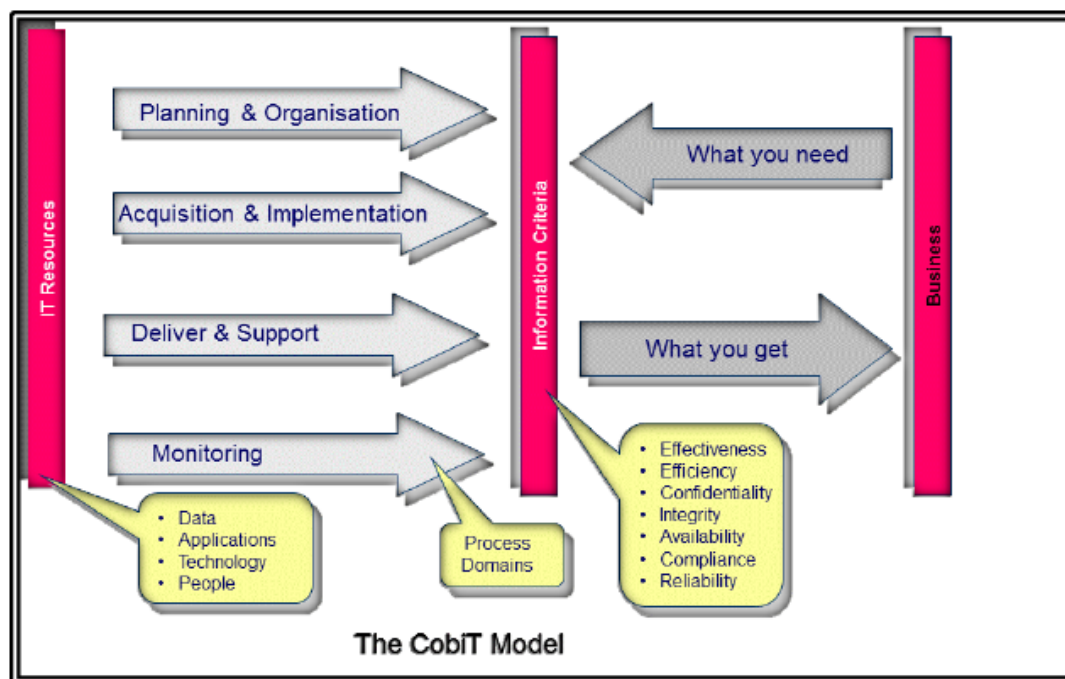 IT Resources
Planning & Organisation
Acquisition & Implementation
Deliver & Support
Monitoring
Information Criteria
What you need
What you get
Business
• Data
• Applications
• Technology
• People
Process
Domains
• Effectiveness
• Efficiency
• Confidentiality
• Integrity
• Availability
• Compliance
• Reliability
The CobiT Model